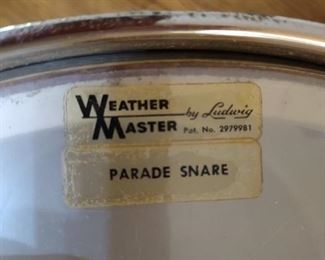 WEATHER MASTER by Ludwig
Pat. No. 2979981
PARADE SNARE